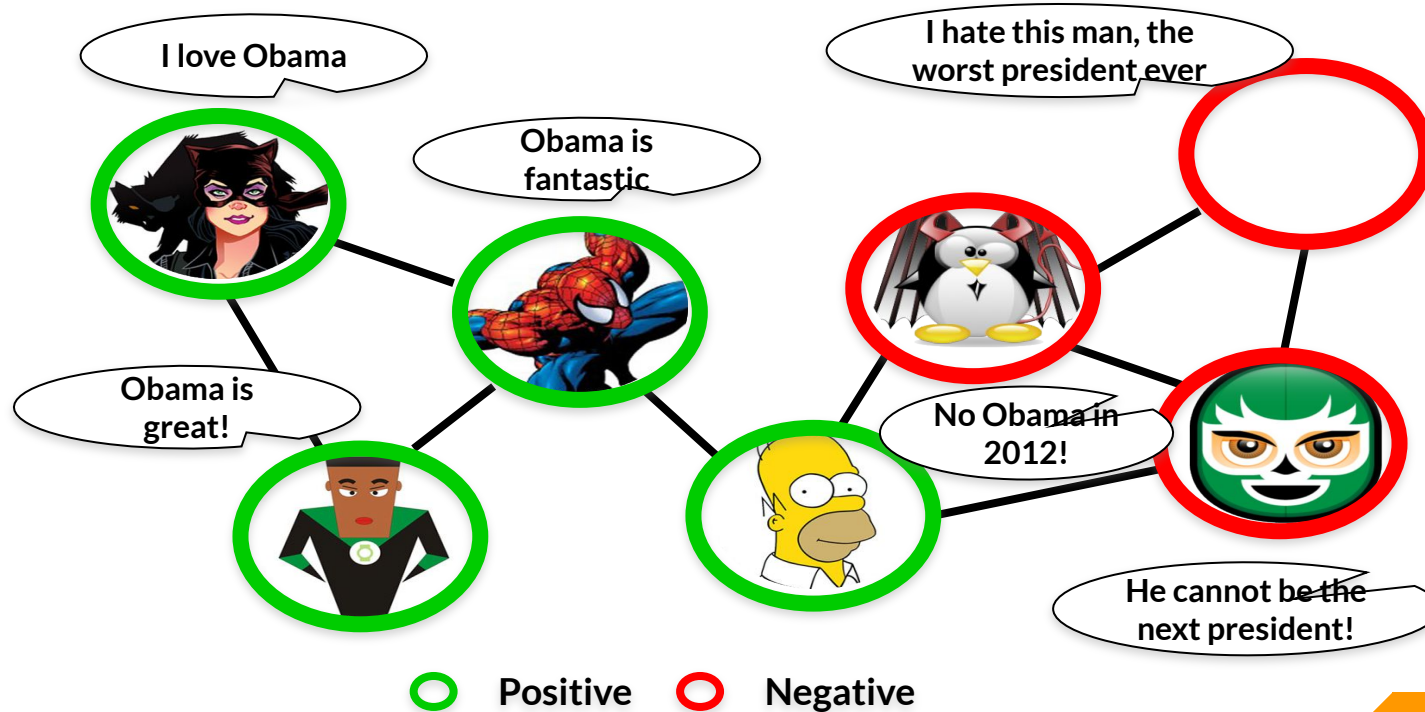 I love Obama
I hate this man, the
worst president ever
Obama is
fantastic
Obama is
great!
No Obama in
2012!
He cannot be the
next president!
Positive
Negative